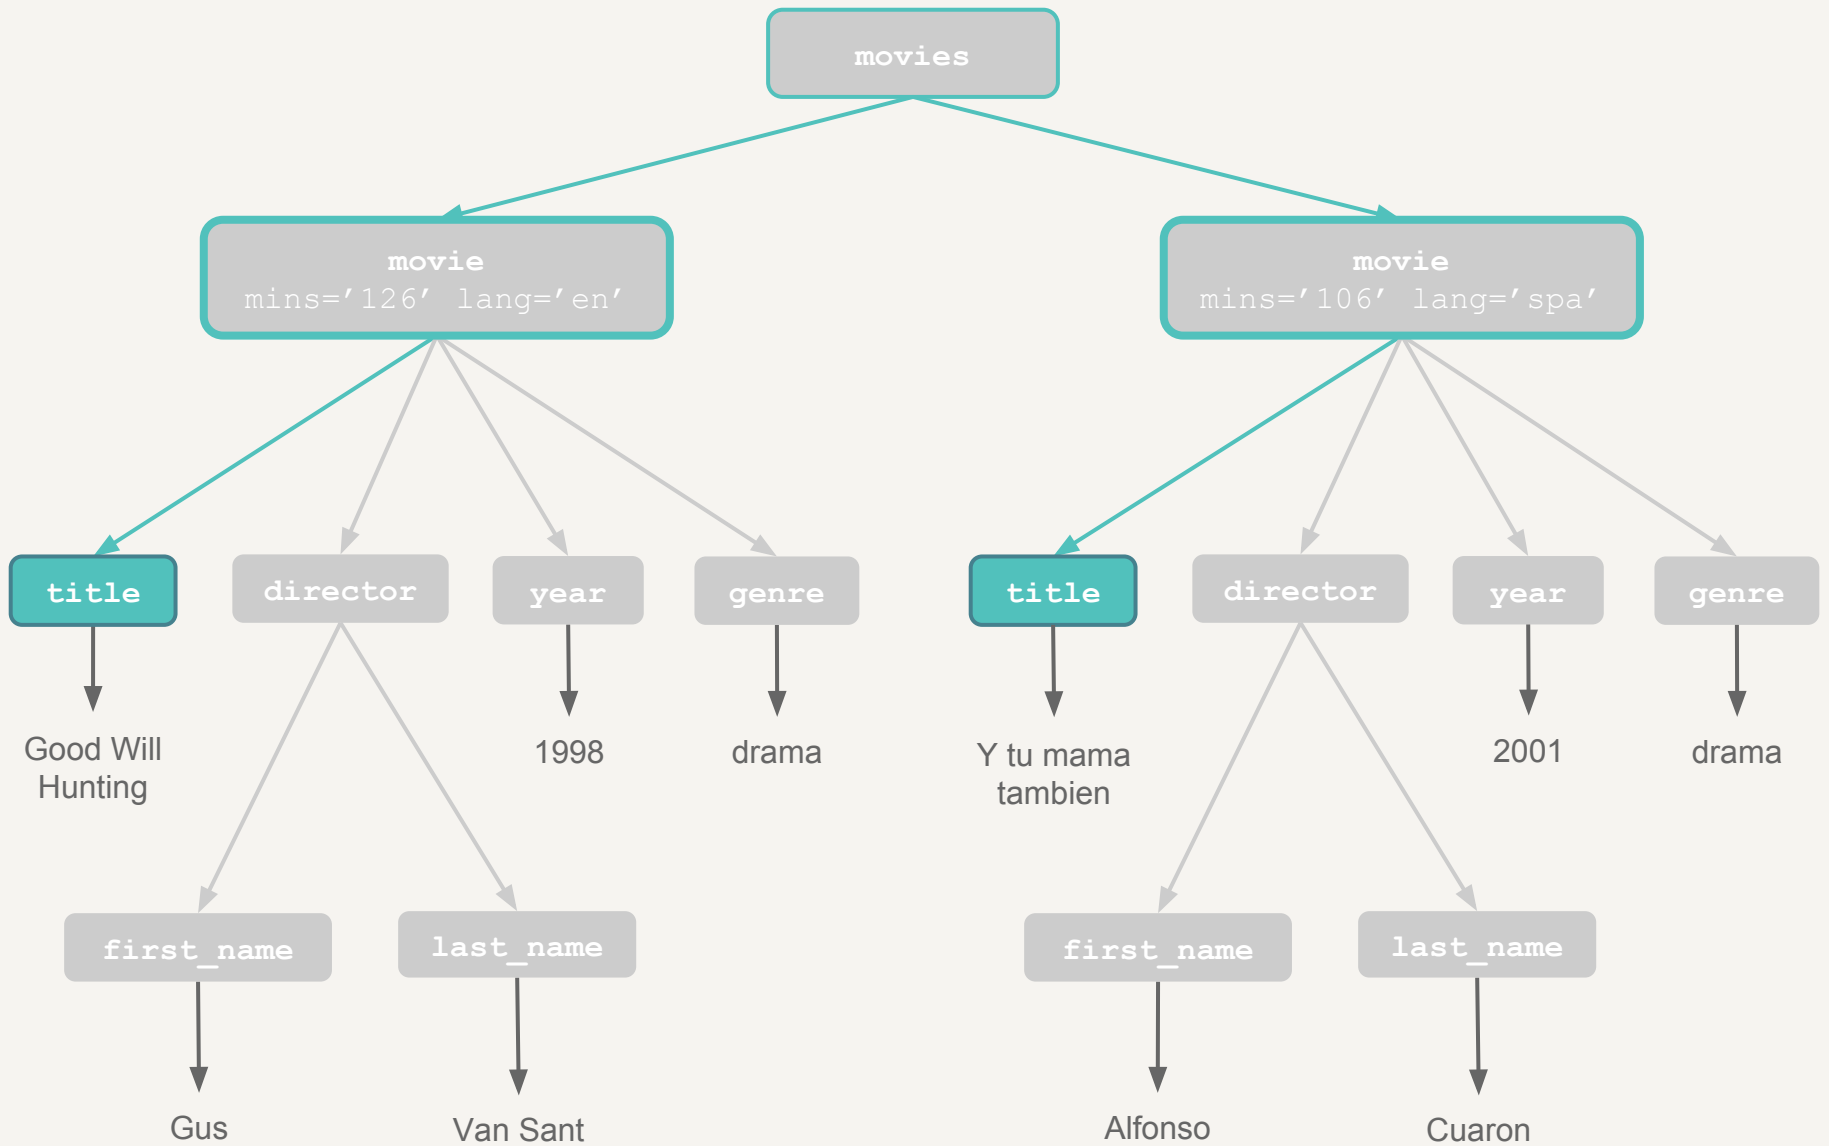 movies
movie
mins=’126’ lang=’en’
movie
mins=’106’ lang=’spa’
title
director
year
genre
title
director
year
genre
Good Will
Hunting
1998
drama
Y tu mama
tambien
2001
drama
first_name
last_name
first_name
last_name
Gus
Van Sant
Alfonso
Cuaron